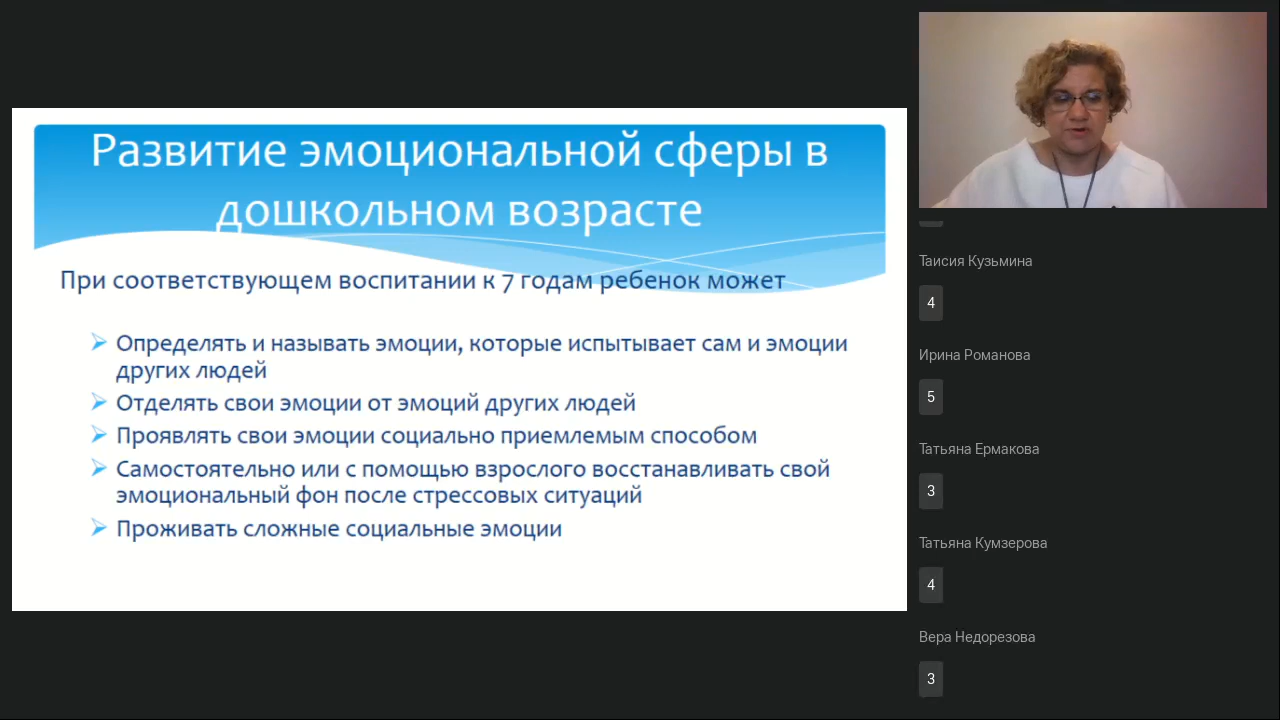 Развитие эмоциональной сферы в
дошкольном возрасте
При соответствующем воспитании к 7 годам ребенок может
Определять и называть эмоции, которые испытывает сам и эмоции
других людей
Отделять свои эмоции от эмоций других людей
Проявлять свои эмоции социально приемлемым способом
Самостоятельно или с помощью взрослого восстанавливать свой
эмоциональный фон после стрессовых ситуаций
Проживать сложные социальные эмоции
Таисия Кузьмина
4
Ирина Романова
5
Татьяна Ермакова
3
Татьяна Кумзерова
4
Вера Недорезова
3